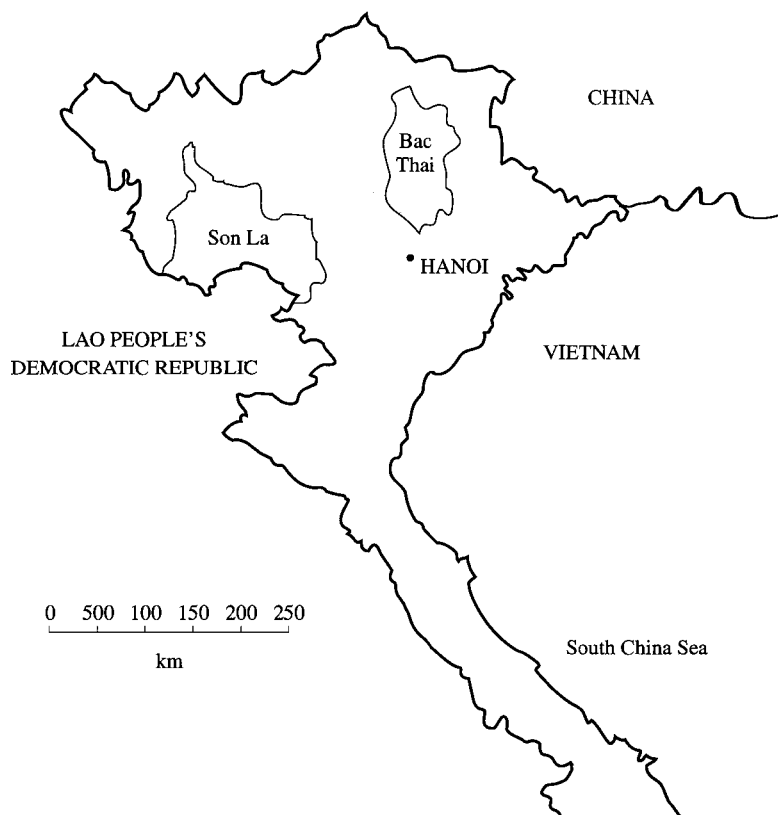 CHINA
Bac
Thai
Son La
HANOI
LAO PEOPLE'S
DEMOCRATIC REPUBLIC
VIETNAM
0 500 100 150 200 250
km
South China Sea